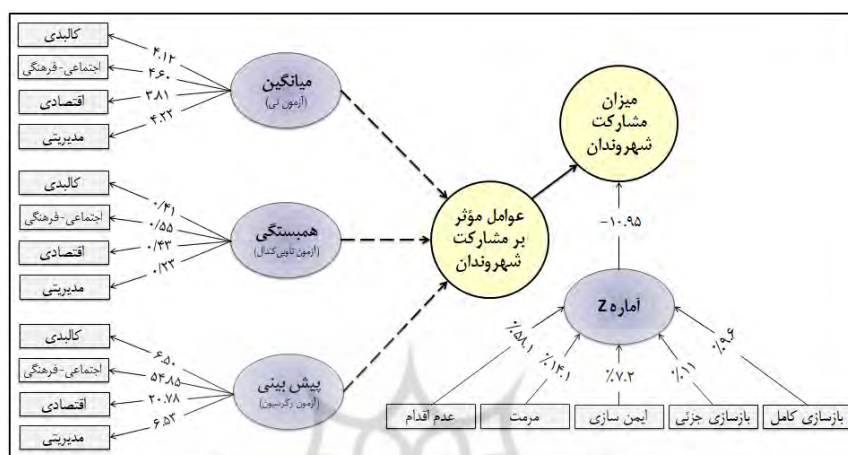 میزان
مشارکت
شهروندان
-۱۰.۹۵
آماره Z
٪۹.۶
٪۱۱
٪۷.۲
٪۱۴.۱
٪۵۸.۱
بازسازی کامل
بازسازی جزئی
ایمن سازی
مرمت
عدم اقدام
عوامل مؤثر
بر مشارکت
شهروندان
میانگین
(آزمون تی)
۴.۱۲
۴.۶۰
۳.۸۱
۴.۲۲
کالبدی
اجتماعی-فرهنگی
اقتصادی
مدیریتی
همبستگی
(آزمون تاوبی کندال)
۰/۴۱
۰/۵۵
۰/۴۳
۰/۲۳
کالبدی
اجتماعی-فرهنگی
اقتصادی
مدیریتی
پیش بینی
(آزمون رگرسیون)
۶.۵۰
۵۴.۸۵
۲۰.۷۸
۶.۵۳
کالبدی
اجتماعی-فرهنگی
اقتصادی
مدیریتی